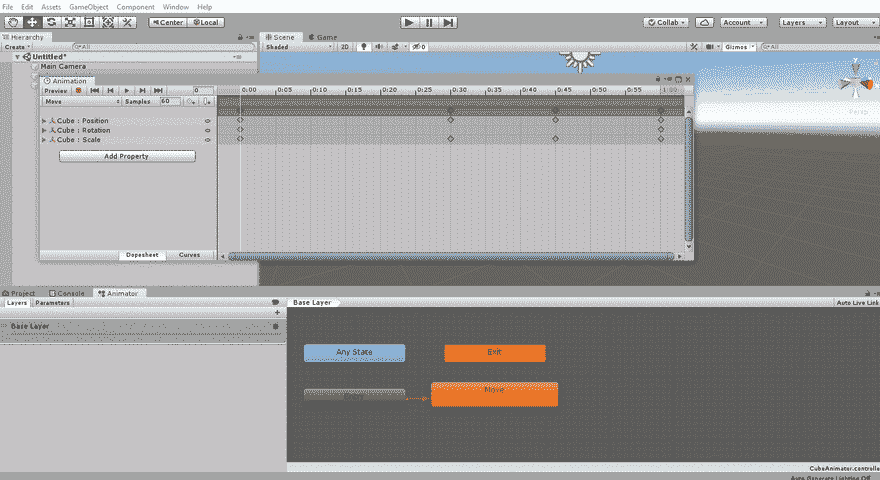 File Edit Assets GameObject Component Window Help
Center Local Collab Account Layers Layout
Hierarchy Scene Game
Create All Shaded 2D 0 Gizmos All
Untitled*
Main Camera
Animation
Preview 0 0:00 0:05 0:10 0:15 0:20 0:25 0:30 0:35 0:40 0:45 0:50 0:55 1:00
Move Samples 60
Cube : Position
Cube : Rotation
Cube : Scale
Add Property
Persp
Dopesheet Curves
Project Console Animator
Layers Parameters Base Layer Auto Live Link
Base Layer
Any State Exit
Move
CubeAnimator.controlle
Auto Generate Lighting Off